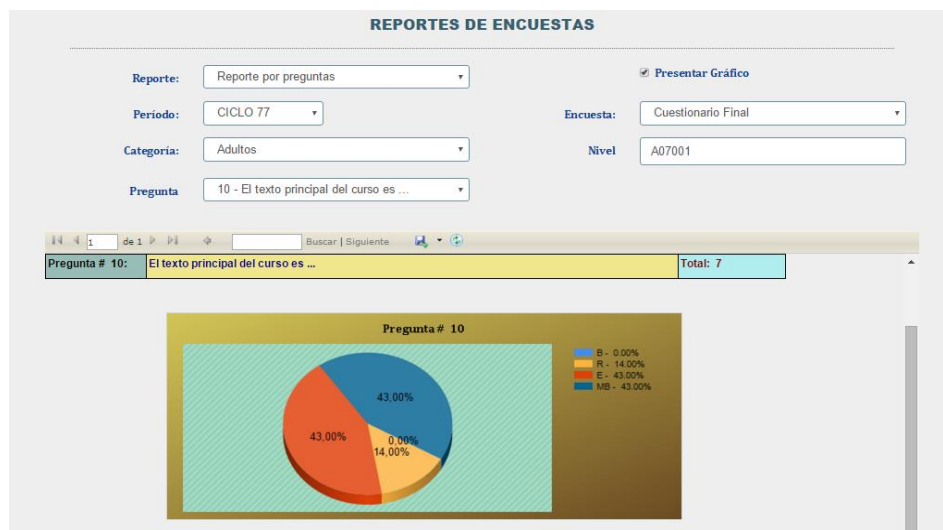 REPORTES DE ENCUESTAS
Reporte: Reporte por preguntas Presentar Gráfico
Período: CICLO 77 Encuesta: Cuestionario Final
Categoría: Adultos Nivel A07001
Pregunta 10 - El texto principal del curso es ...
1 de 1 Buscar | Siguiente
Pregunta # 10: El texto principal del curso es ... Total: 7
Pregunta # 10
B - 0.00%
R - 14.00%
E - 43.00%
MB - 43.00%
43,00%
43,00%
0,00%
14,00%